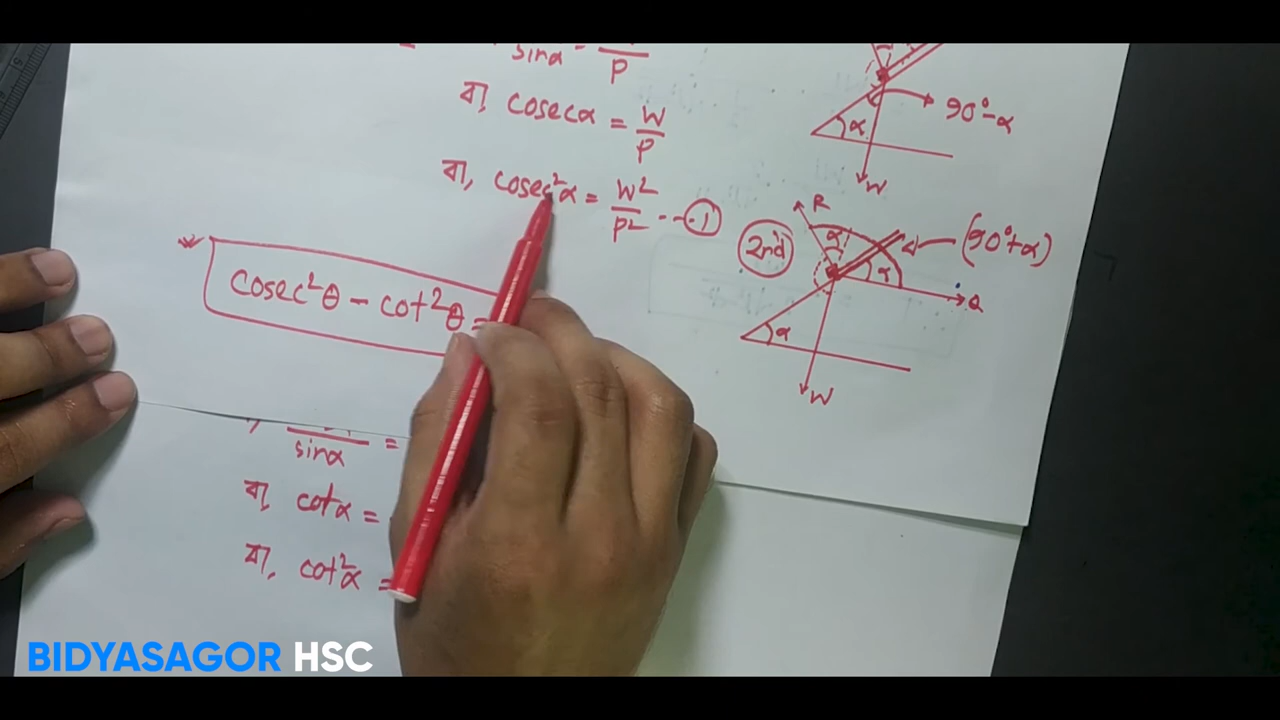 sinα P
বা, cosecα = W/P
90°-α
α
W
বা, cosec²α = W²/P² --- 1
R
2nd
α
α
(90°+α)
Q
α
W
cosec²θ - cot²θ =
sinα =
বা, cotα =
বা, cot²α =
BIDYASAGOR HSC